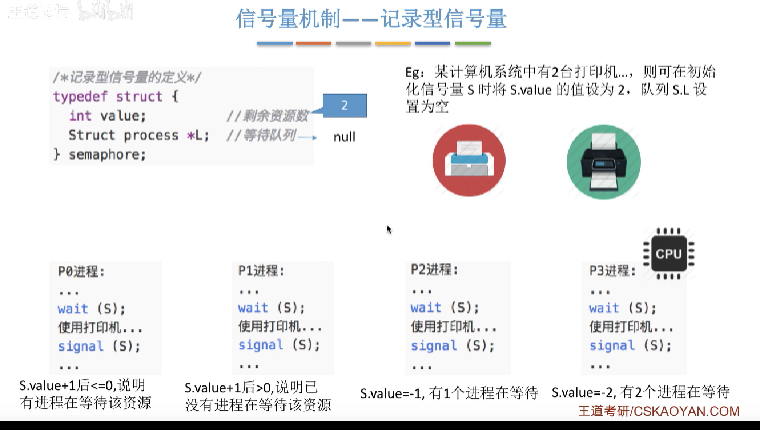 信号量机制——记录型信号量
/*记录型信号量的定义*/
typedef struct {
int value; //剩余资源数
Struct process *L; //等待队列
} semaphore;
2
null
Eg：某计算机系统中有2台打印机...，则可在初始
化信号量 S 时将 S.value 的值设为 2，队列 S.L 设
置为空
CPU
P0进程:
...
wait (S);
使用打印机...
signal (S);
...
P1进程:
...
wait (S);
使用打印机...
signal (S);
...
P2进程:
...
wait (S);
使用打印机...
signal (S);
...
P3进程:
...
wait (S);
使用打印机...
signal (S);
...
S.value+1后<=0,说明
有进程在等待该资源
S.value+1后>0,说明已
没有进程在等待该资源
S.value=-1, 有1个进程在等待
S.value=-2, 有2个进程在等待
王道考研/CSKAOYAN.COM